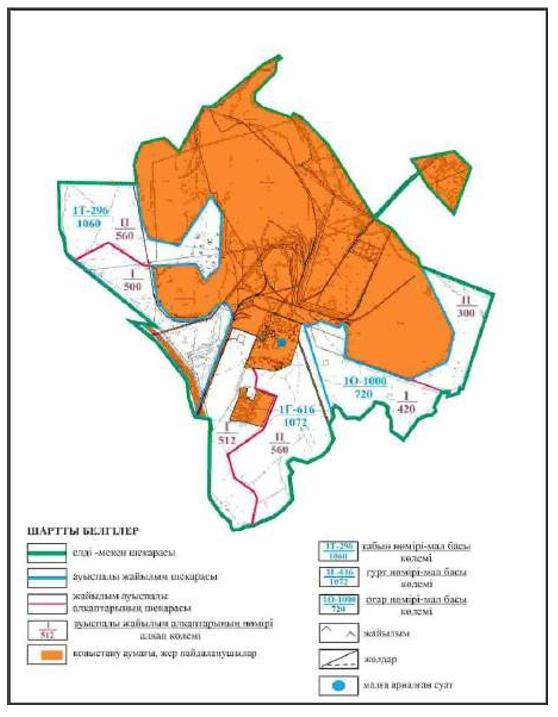 1Т-296
1060
II
560
I
500
II
300
1О-1000
720
I
420
1Г-616
1072
I
512
II
560
ШАРТТЫ БЕЛГІЛЕР
елді -мекен шекарасы
ауыспалы жайылым шекарасы
жайылым ауыспалы
алқаптарының шекарасы
I
512
ауыспалы жайылым алқаптарының нөмірі
алқап көлемі
қоныстану аумағы, жер пайдаланушылар
1Т-296
1060
табын нөмірі-мал басы
көлемі
1Г-616
1072
гурт нөмірі-мал басы
көлемі
1О-1000
720
отар нөмірі-мал басы
көлемі
жайылым
жолдар
малға арналған суат